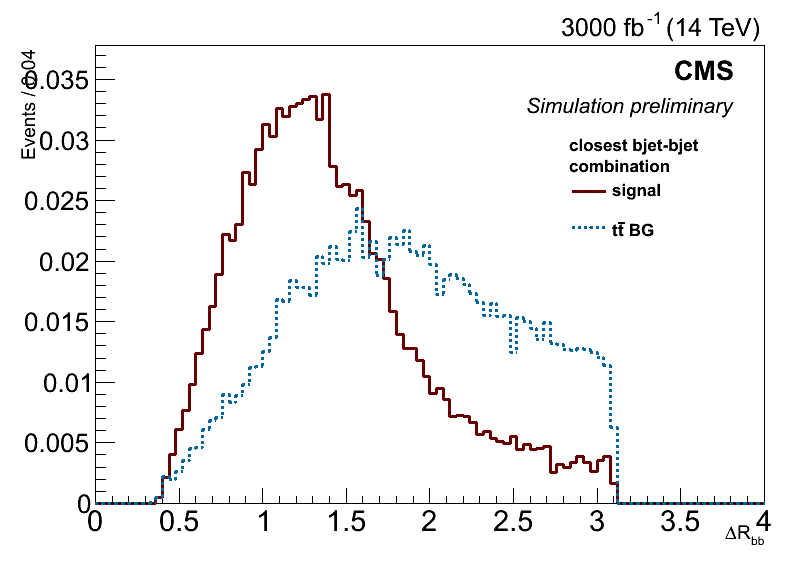 3000 fb⁻¹ (14 TeV)
CMS
Simulation preliminary
closest bjet-bjet
combination
signal
tt̄ BG
Events / 0.04
0.035
0.03
0.025
0.02
0.015
0.01
0.005
0
0 0.5 1 1.5 2 2.5 3 3.5 4
ΔR_bb